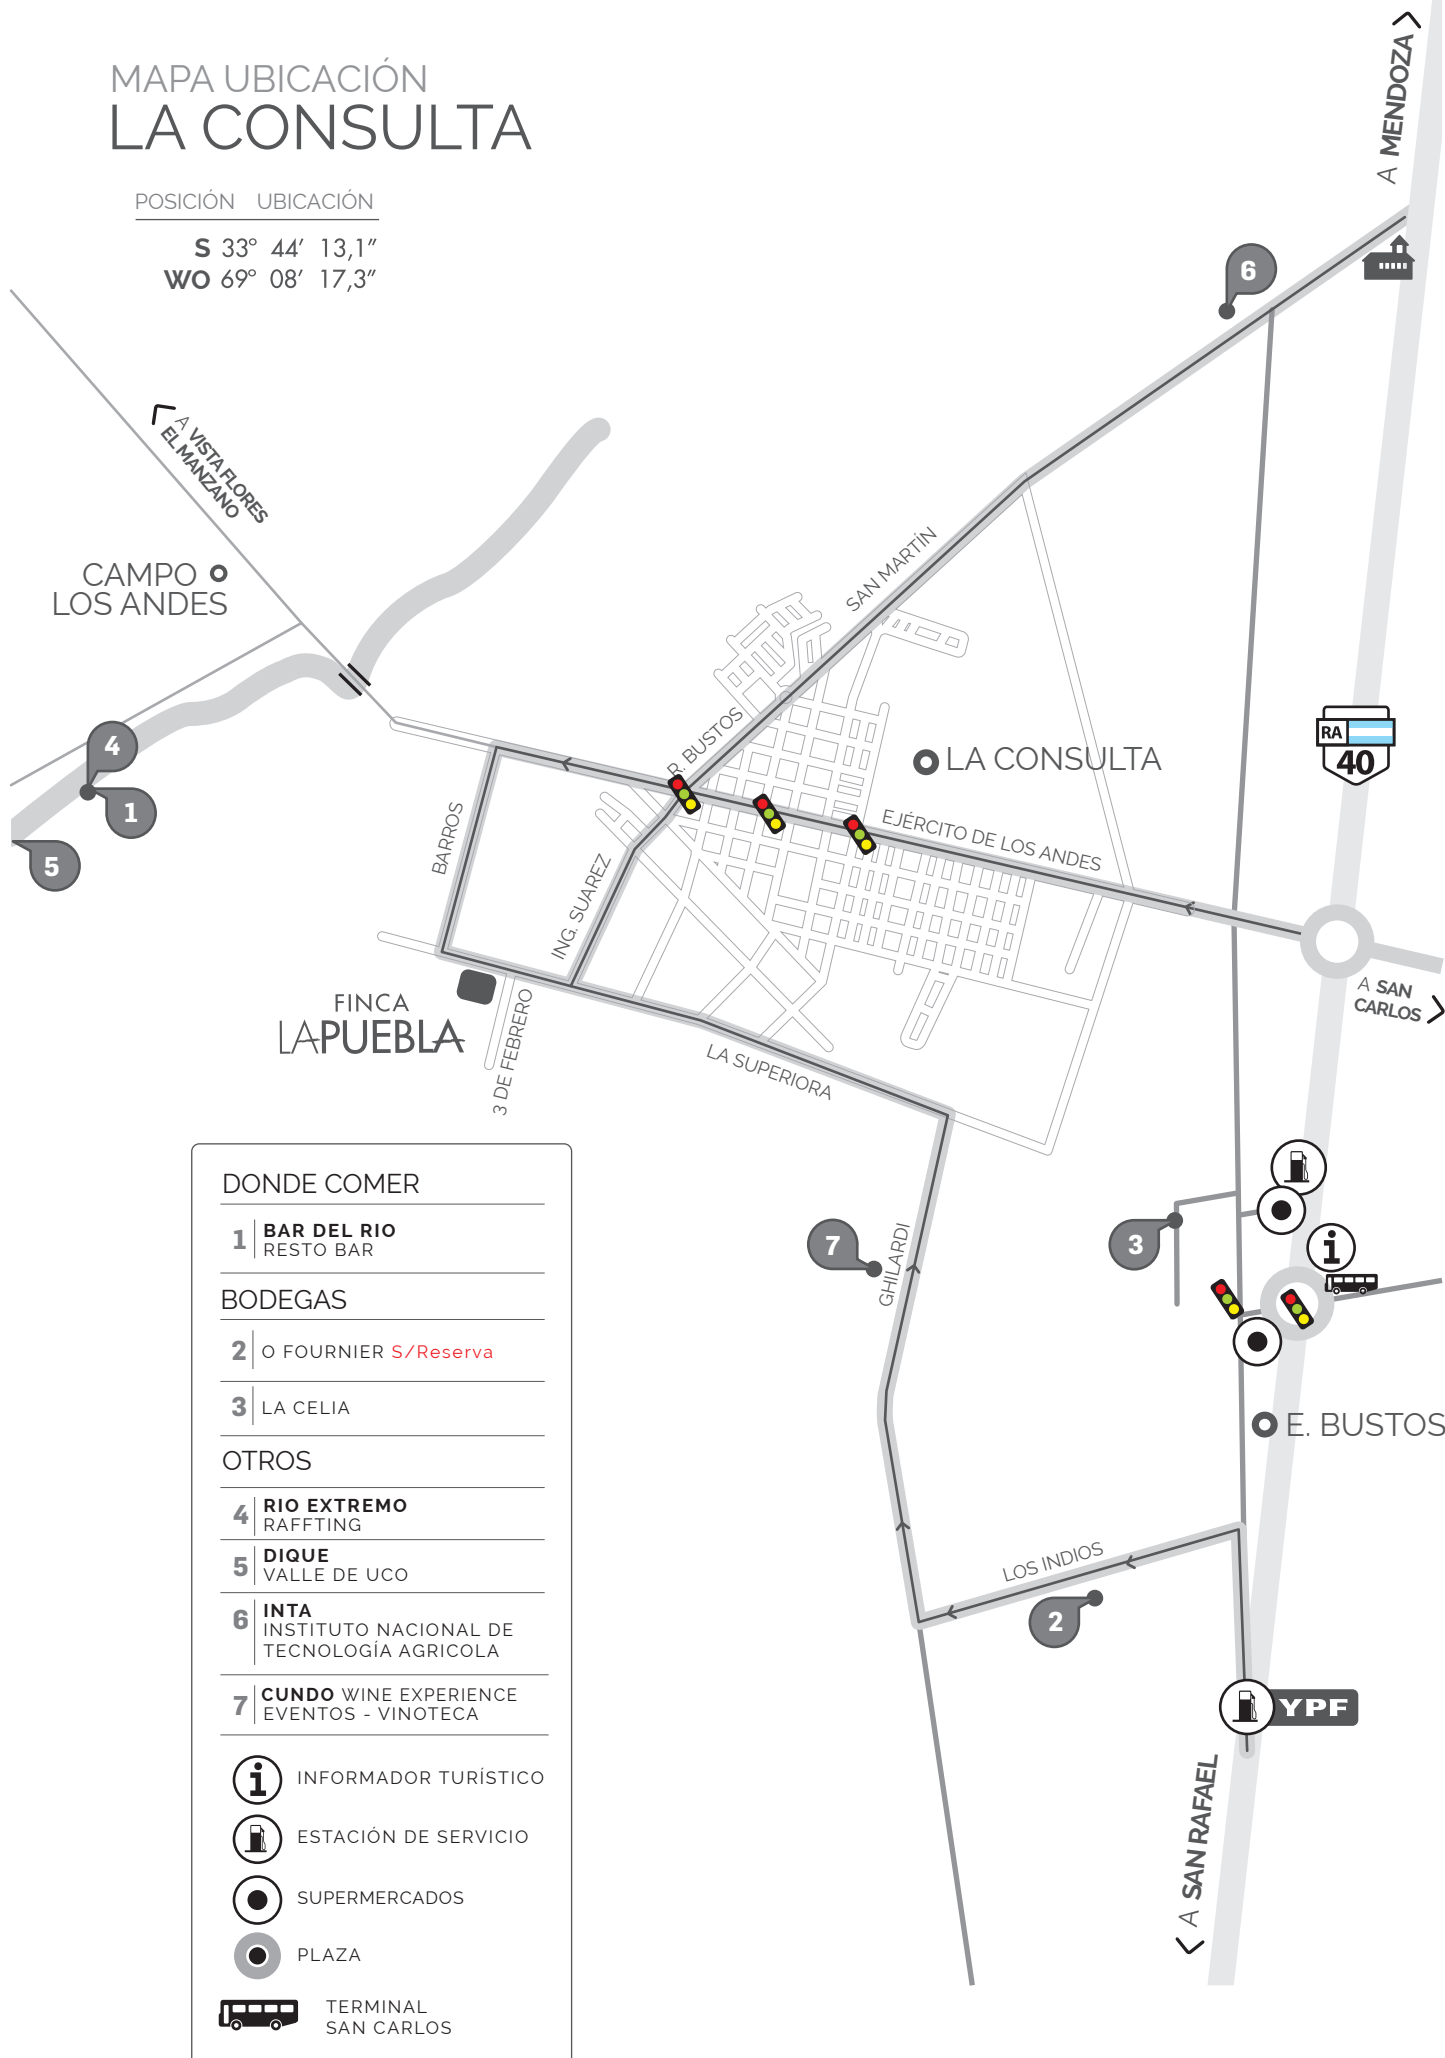 MAPA UBICACIÓN
LA CONSULTA
POSICIÓN UBICACIÓN
S 33° 44' 13,1"
WO 69° 08' 17,3"
A MENDOZA
6
A VISTA FLORES
EL MANZANO
CAMPO
LOS ANDES
SAN MARTÍN
R. BUSTOS
LA CONSULTA
RA
40
4
1
5
BARROS
EJÉRCITO DE LOS ANDES
ING. SUAREZ
A SAN
CARLOS
FINCA
LAPUEBLA
3 DE FEBRERO
LA SUPERIORA
7
GHILARDI
3
i
E. BUSTOS
LOS INDIOS
2
YPF
A SAN RAFAEL
DONDE COMER
1 BAR DEL RIO
RESTO BAR
BODEGAS
2 O FOURNIER S/Reserva
3 LA CELIA
OTROS
4 RIO EXTREMO
RAFFTING
5 DIQUE
VALLE DE UCO
6 INTA
INSTITUTO NACIONAL DE
TECNOLOGÍA AGRICOLA
7 CUNDO WINE EXPERIENCE
EVENTOS - VINOTECA
i INFORMADOR TURÍSTICO
ESTACIÓN DE SERVICIO
SUPERMERCADOS
PLAZA
TERMINAL
SAN CARLOS